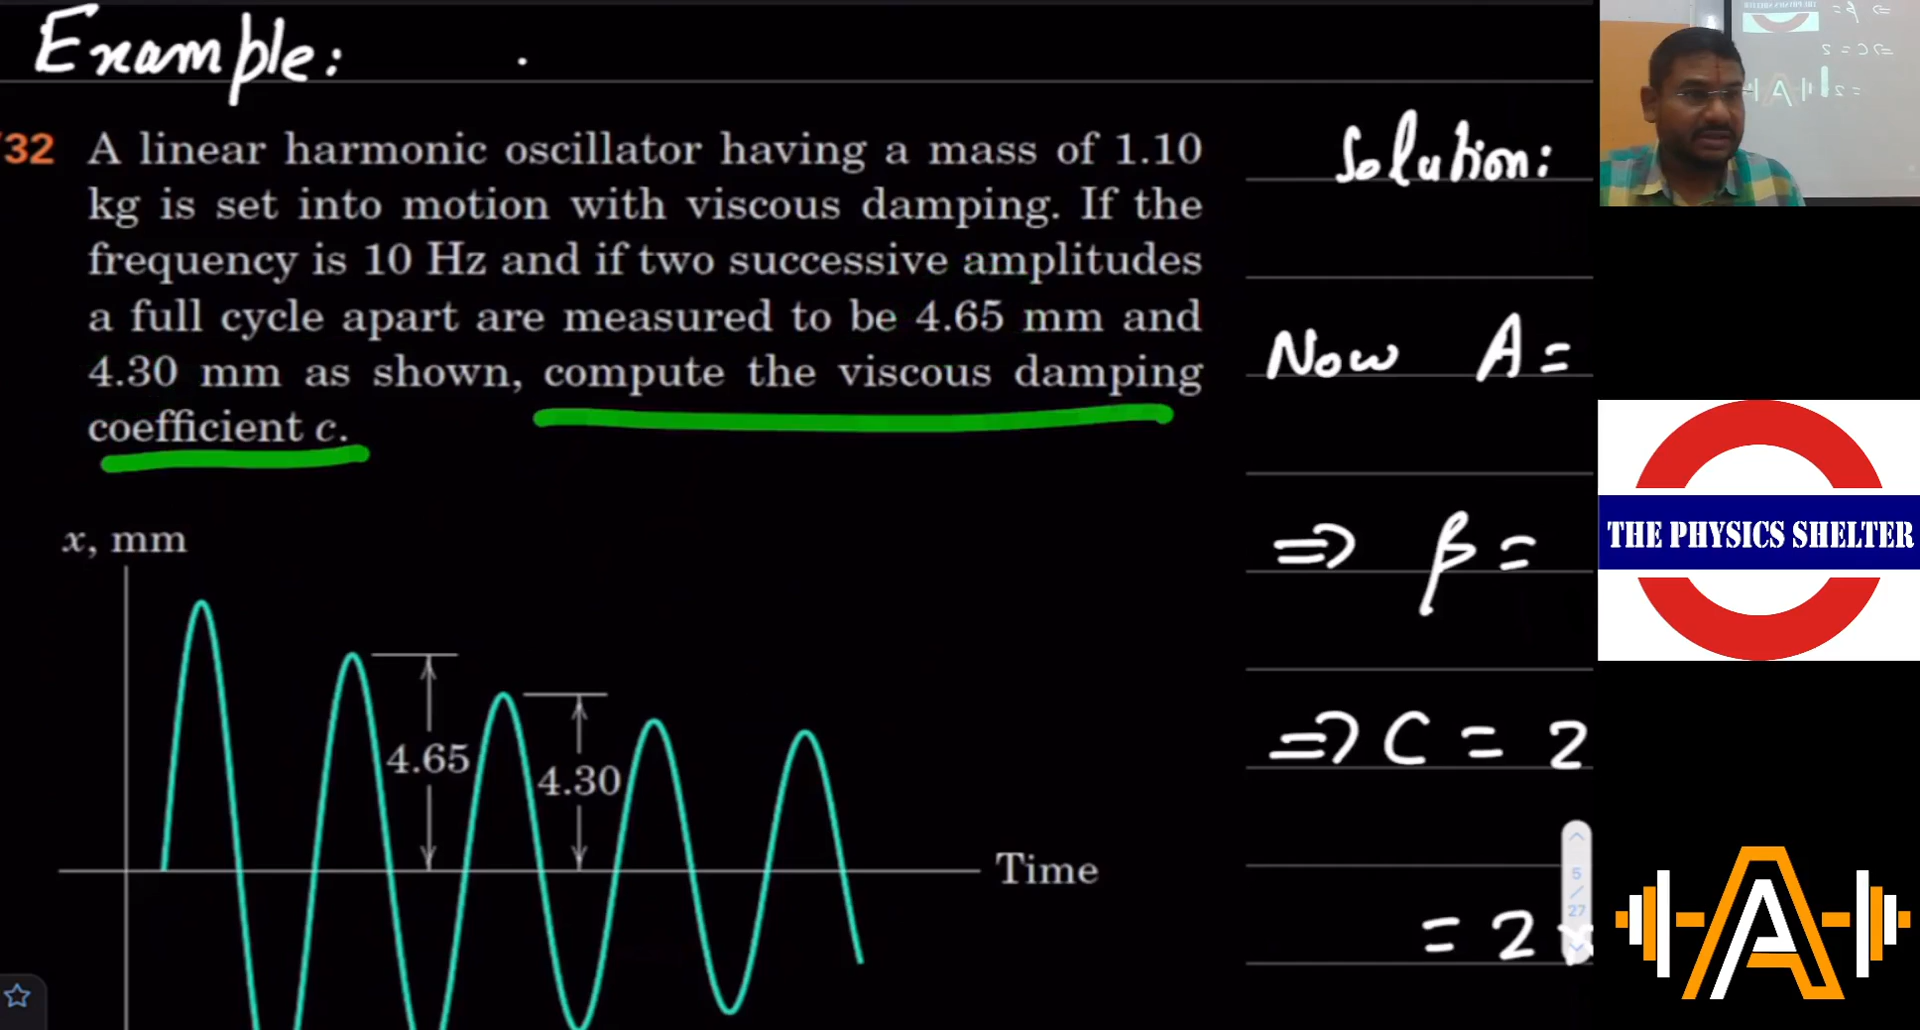 Example:
732 A linear harmonic oscillator having a mass of 1.10
kg is set into motion with viscous damping. If the
frequency is 10 Hz and if two successive amplitudes
a full cycle apart are measured to be 4.65 mm and
4.30 mm as shown, compute the viscous damping
coefficient c.
x, mm
4.65
4.30
Time
Solution:
Now A =
⇒ β =
⇒ C = 2
= 2 ×
5
/
27
THE PHYSICS SHELTER
A